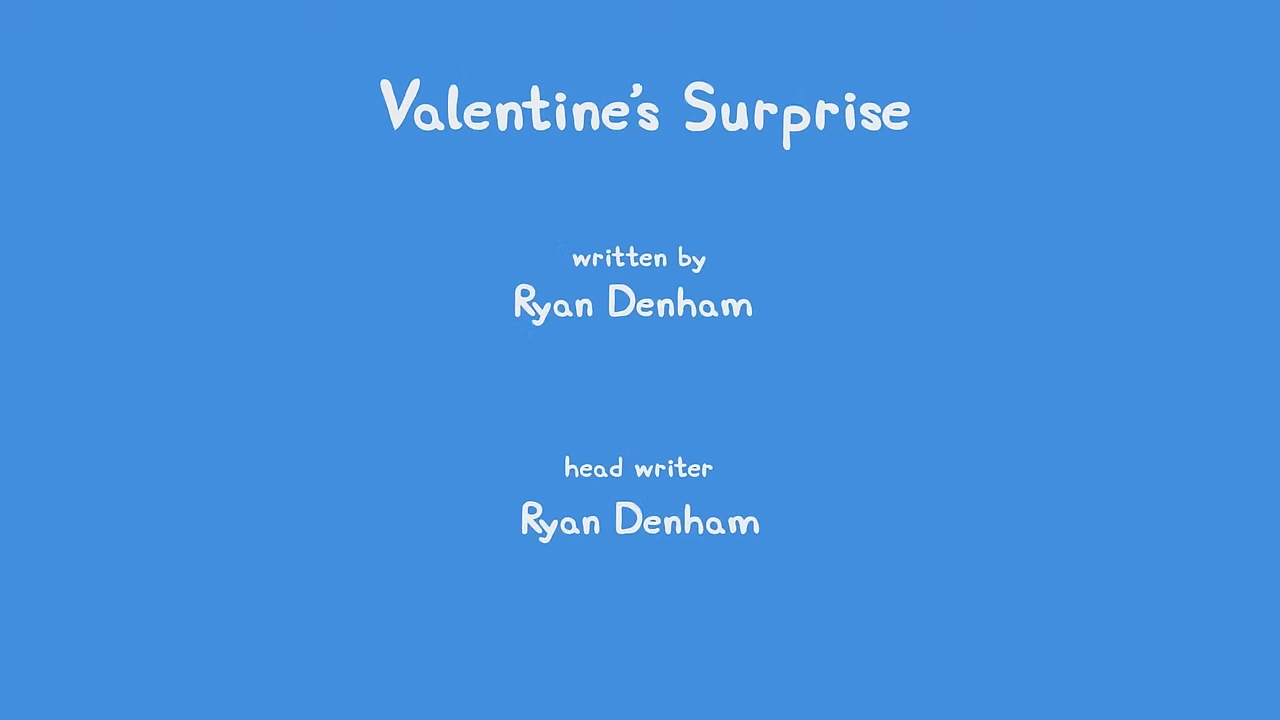 Valentine's Surprise
written by
Ryan Denham
head writer
Ryan Denham